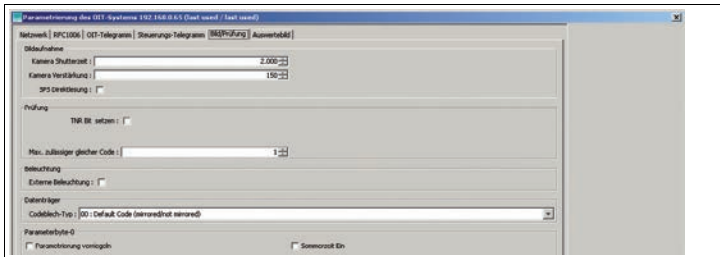 Parametrierung des OIT-Systems 192.168.0.65 (last used / last used)
Netzwerk RFC1006 OIT-Telegramm Steuerungs-Telegramm Bild/Prüfung Auswertebild
Bildaufnahme
Kamera Shutterzeit : 2.000
Kamera Verstärkung : 150
SPS Direktlesung :
Prüfung
TNR Bit setzen :
Max. zulässiger gleicher Code : 1
Beleuchtung
Externe Beleuchtung :
Datenträger
Codeblech-Typ : 00 : Default Code (mirrored/not mirrored)
Parameterbyte-0
Parametrierung verriegeln Sommerzeit Ein